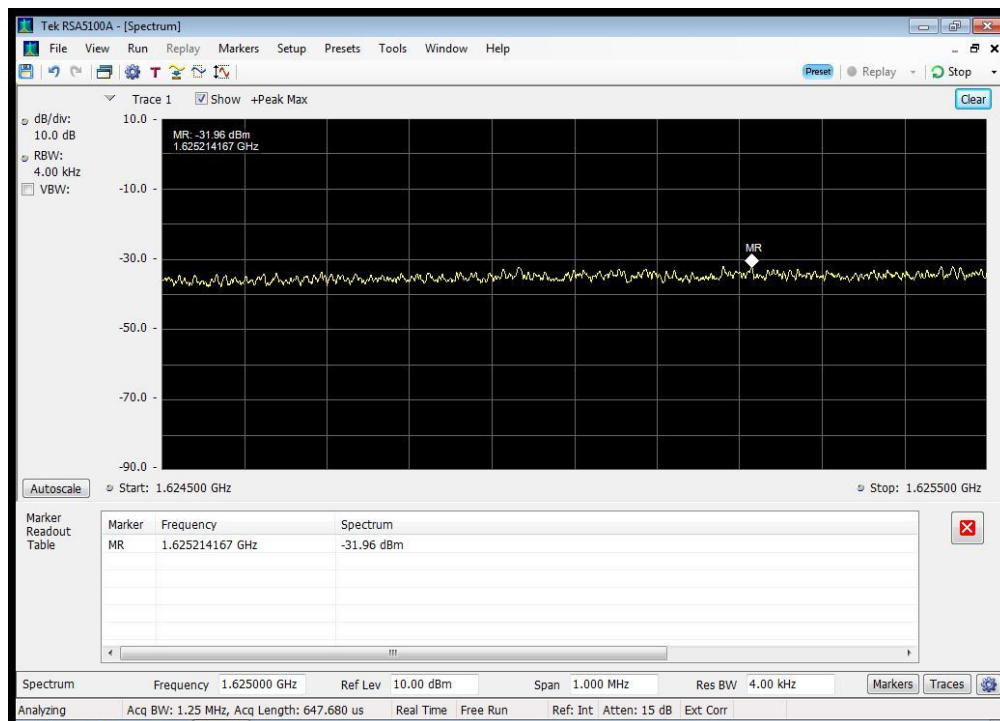 Tek RSA5100A - [Spectrum]
File View Run Replay Markers Setup Presets Tools Window Help
T Preset Replay Stop
Trace 1 Show +Peak Max Clear
dB/div:
10.0 dB
RBW:
4.00 kHz
VBW:
10.0
-10.0
-30.0
-50.0
-70.0
-90.0
MR: -31.96 dBm
1.625214167 GHz
MR
Autoscale Start: 1.624500 GHz Stop: 1.625500 GHz
Marker
Readout
Table
Marker Frequency Spectrum
MR 1.625214167 GHz -31.96 dBm
Spectrum Frequency 1.625000 GHz Ref Lev 10.00 dBm Span 1.000 MHz Res BW 4.00 kHz Markers Traces
Analyzing Acq BW: 1.25 MHz, Acq Length: 647.680 us Real Time Free Run Ref: Int Atten: 15 dB Ext Corr